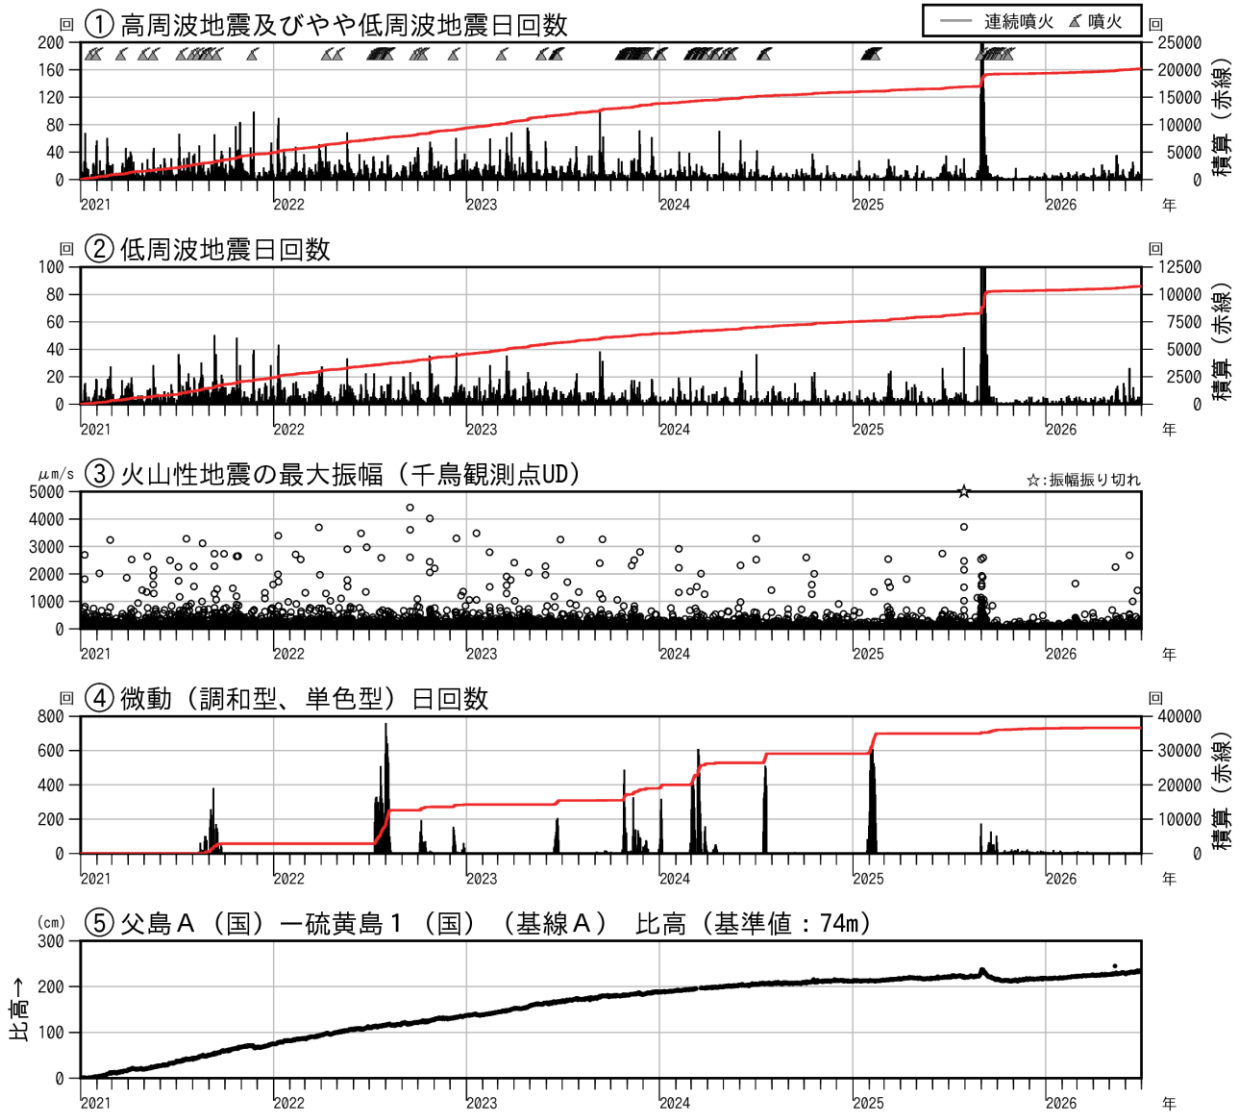 回 ① 高周波地震及びやや低周波地震日回数
連続噴火 噴火 回
200 25000
160 20000
120 15000
80 10000
40 5000
0 0
積算（赤線）
2021 2022 2023 2024 2025 2026 年
回 ② 低周波地震日回数 回
100 12500
80 10000
60 7500
40 5000
20 2500
0 0
積算（赤線）
2021 2022 2023 2024 2025 2026 年
μm/s ③ 火山性地震の最大振幅（千鳥観測点UD） ☆:振幅振り切れ
5000
4000
3000
2000
1000
0
2021 2022 2023 2024 2025 2026 年
回 ④ 微動（調和型、単色型）日回数 回
800 40000
600 30000
400 20000
200 10000
0 0
積算（赤線）
2021 2022 2023 2024 2025 2026 年
(cm) ⑤ 父島Ａ（国）－硫黄島１（国）（基線Ａ） 比高（基準値：74m）
300
200
100
0
比高→
2021 2022 2023 2024 2025 2026 年